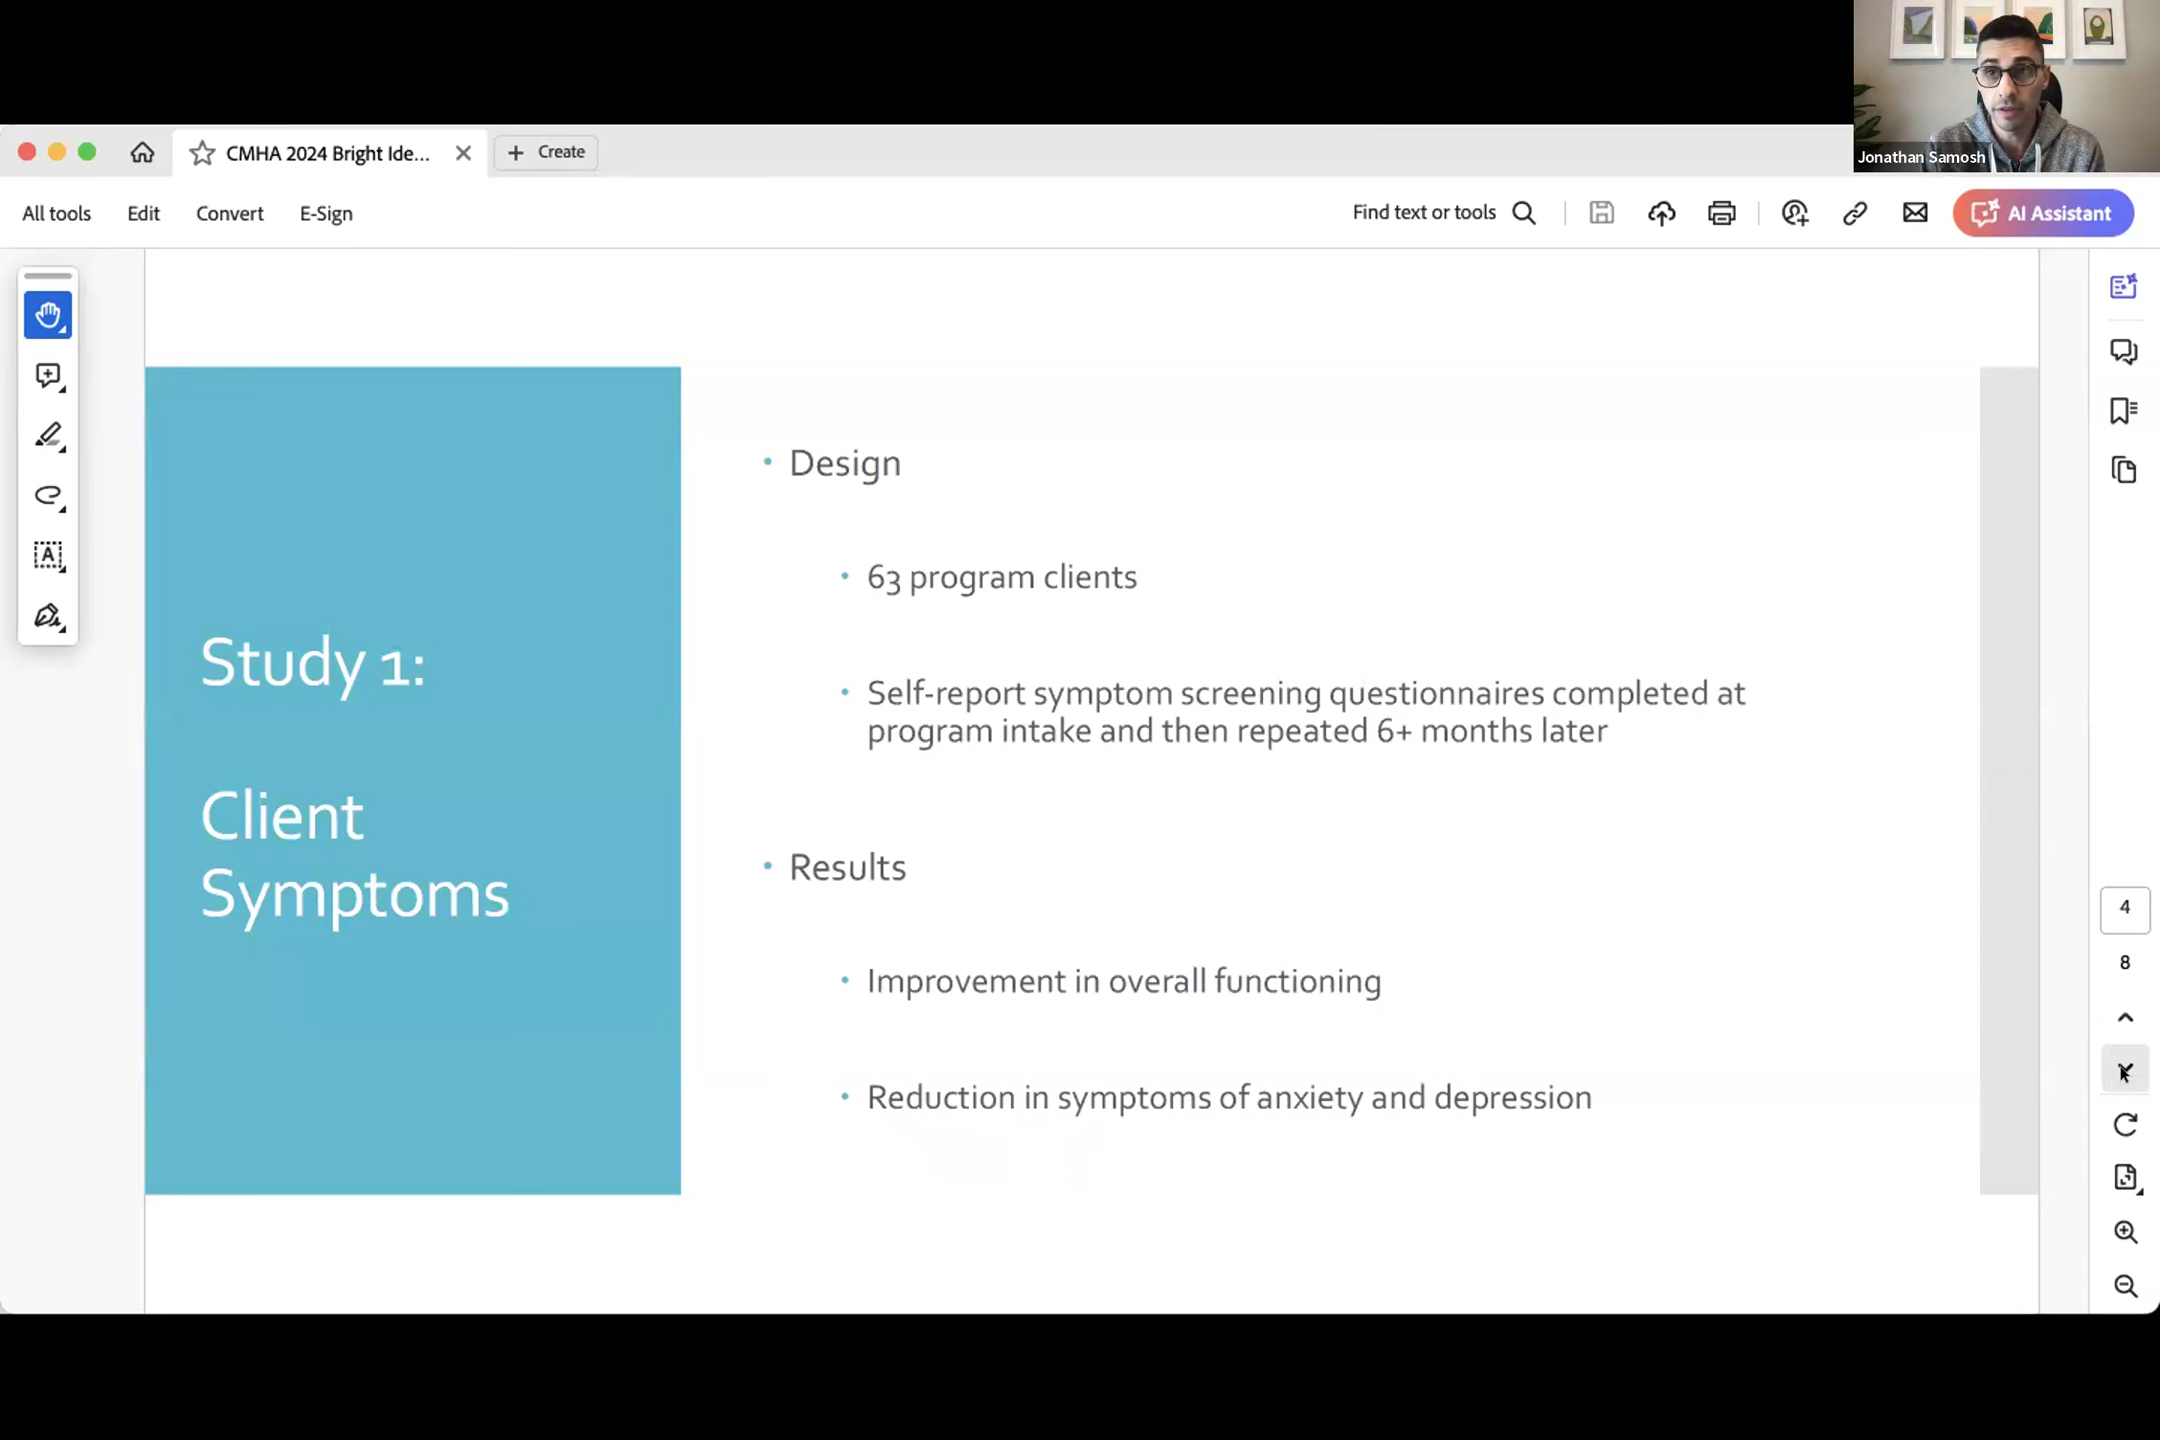 Jonathan Samosh
CMHA 2024 Bright Ide...
Create
All tools
Edit
Convert
E-Sign
Find text or tools
AI Assistant
Study 1:
Client
Symptoms
• Design
• 63 program clients
• Self-report symptom screening questionnaires completed at
program intake and then repeated 6+ months later
• Results
• Improvement in overall functioning
• Reduction in symptoms of anxiety and depression
4
8